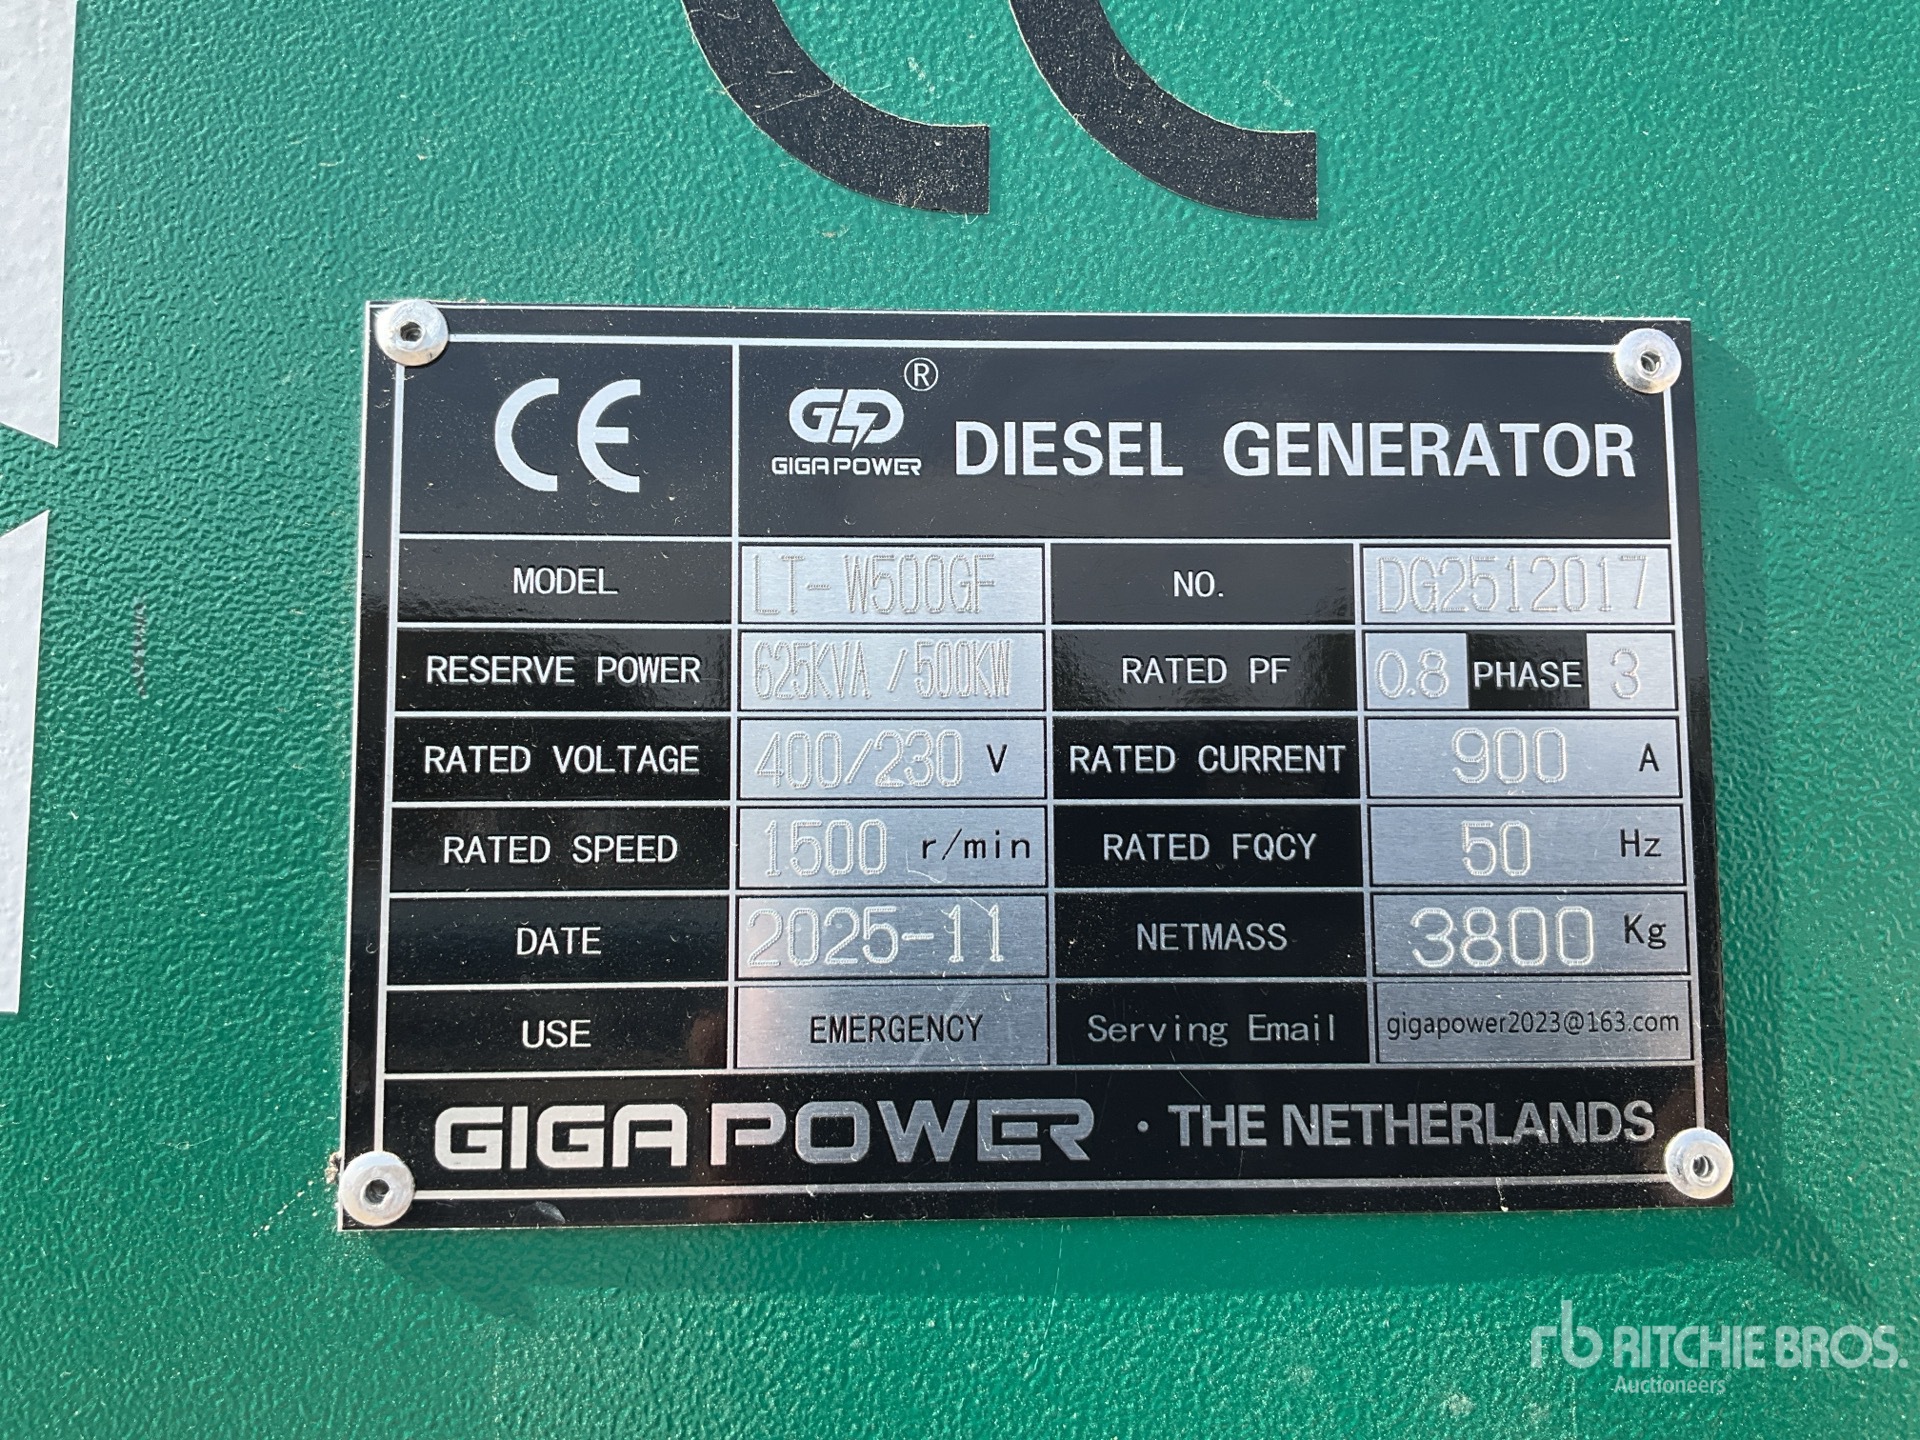 CE
GD ®
GIGA POWER
DIESEL GENERATOR
MODEL LT-W500GF NO. DG2512017
RESERVE POWER 625KVA/500KW RATED PF 0.8 PHASE 3
RATED VOLTAGE 400/230 V RATED CURRENT 900 A
RATED SPEED 1500 r/min RATED FQCY 50 Hz
DATE 2025-11 NETMASS 3800 Kg
USE EMERGENCY Serving Email gigapower2023@163.com
GIGA POWER · THE NETHERLANDS
rb RITCHIE BROS.
Auctioneers